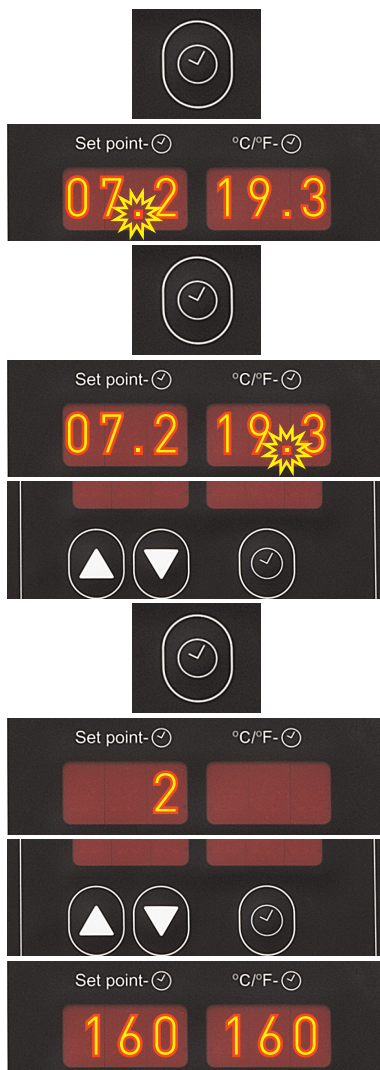 Set point- °C/°F-
07.2 19.3
Set point- °C/°F-
07.2 19.3
Set point- °C/°F-
2
Set point- °C/°F-
160 160